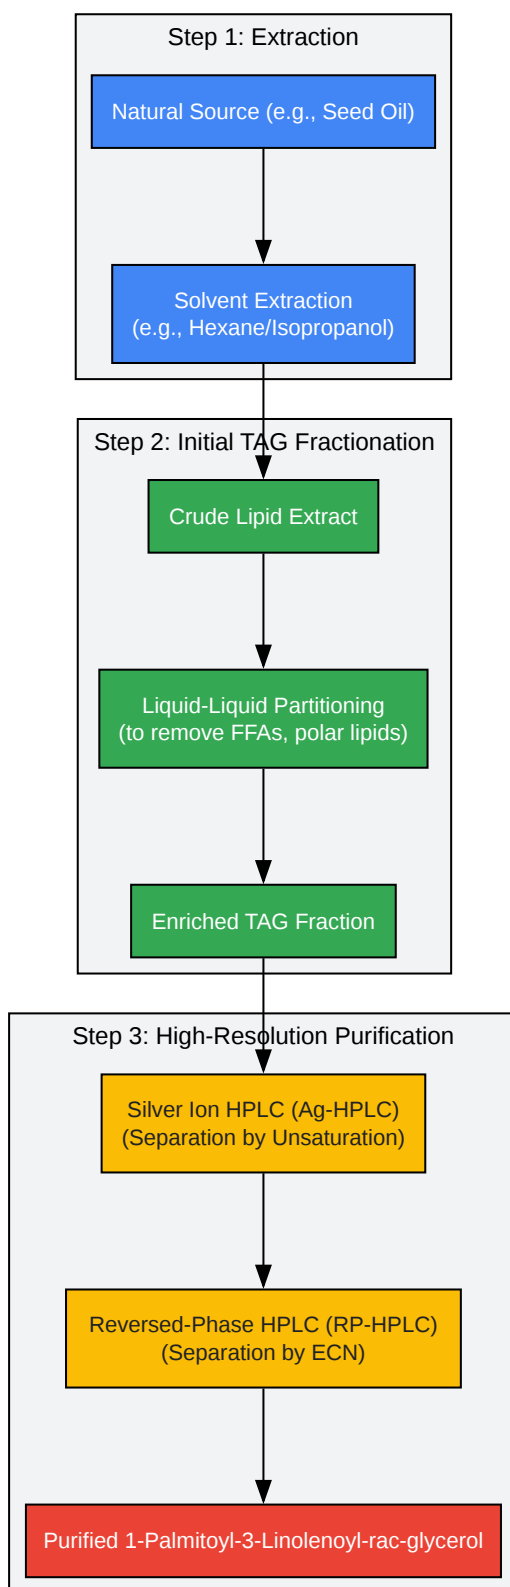 Step 1: Extraction
Natural Source (e.g., Seed Oil)
Solvent Extraction
(e.g., Hexane/Isopropanol)
Step 2: Initial TAG Fractionation
Crude Lipid Extract
Liquid-Liquid Partitioning
(to remove FFAs, polar lipids)
Enriched TAG Fraction
Step 3: High-Resolution Purification
Silver Ion HPLC (Ag-HPLC)
(Separation by Unsaturation)
Reversed-Phase HPLC (RP-HPLC)
(Separation by ECN)
Purified 1-Palmitoyl-3-Linolenoyl-rac-glycerol